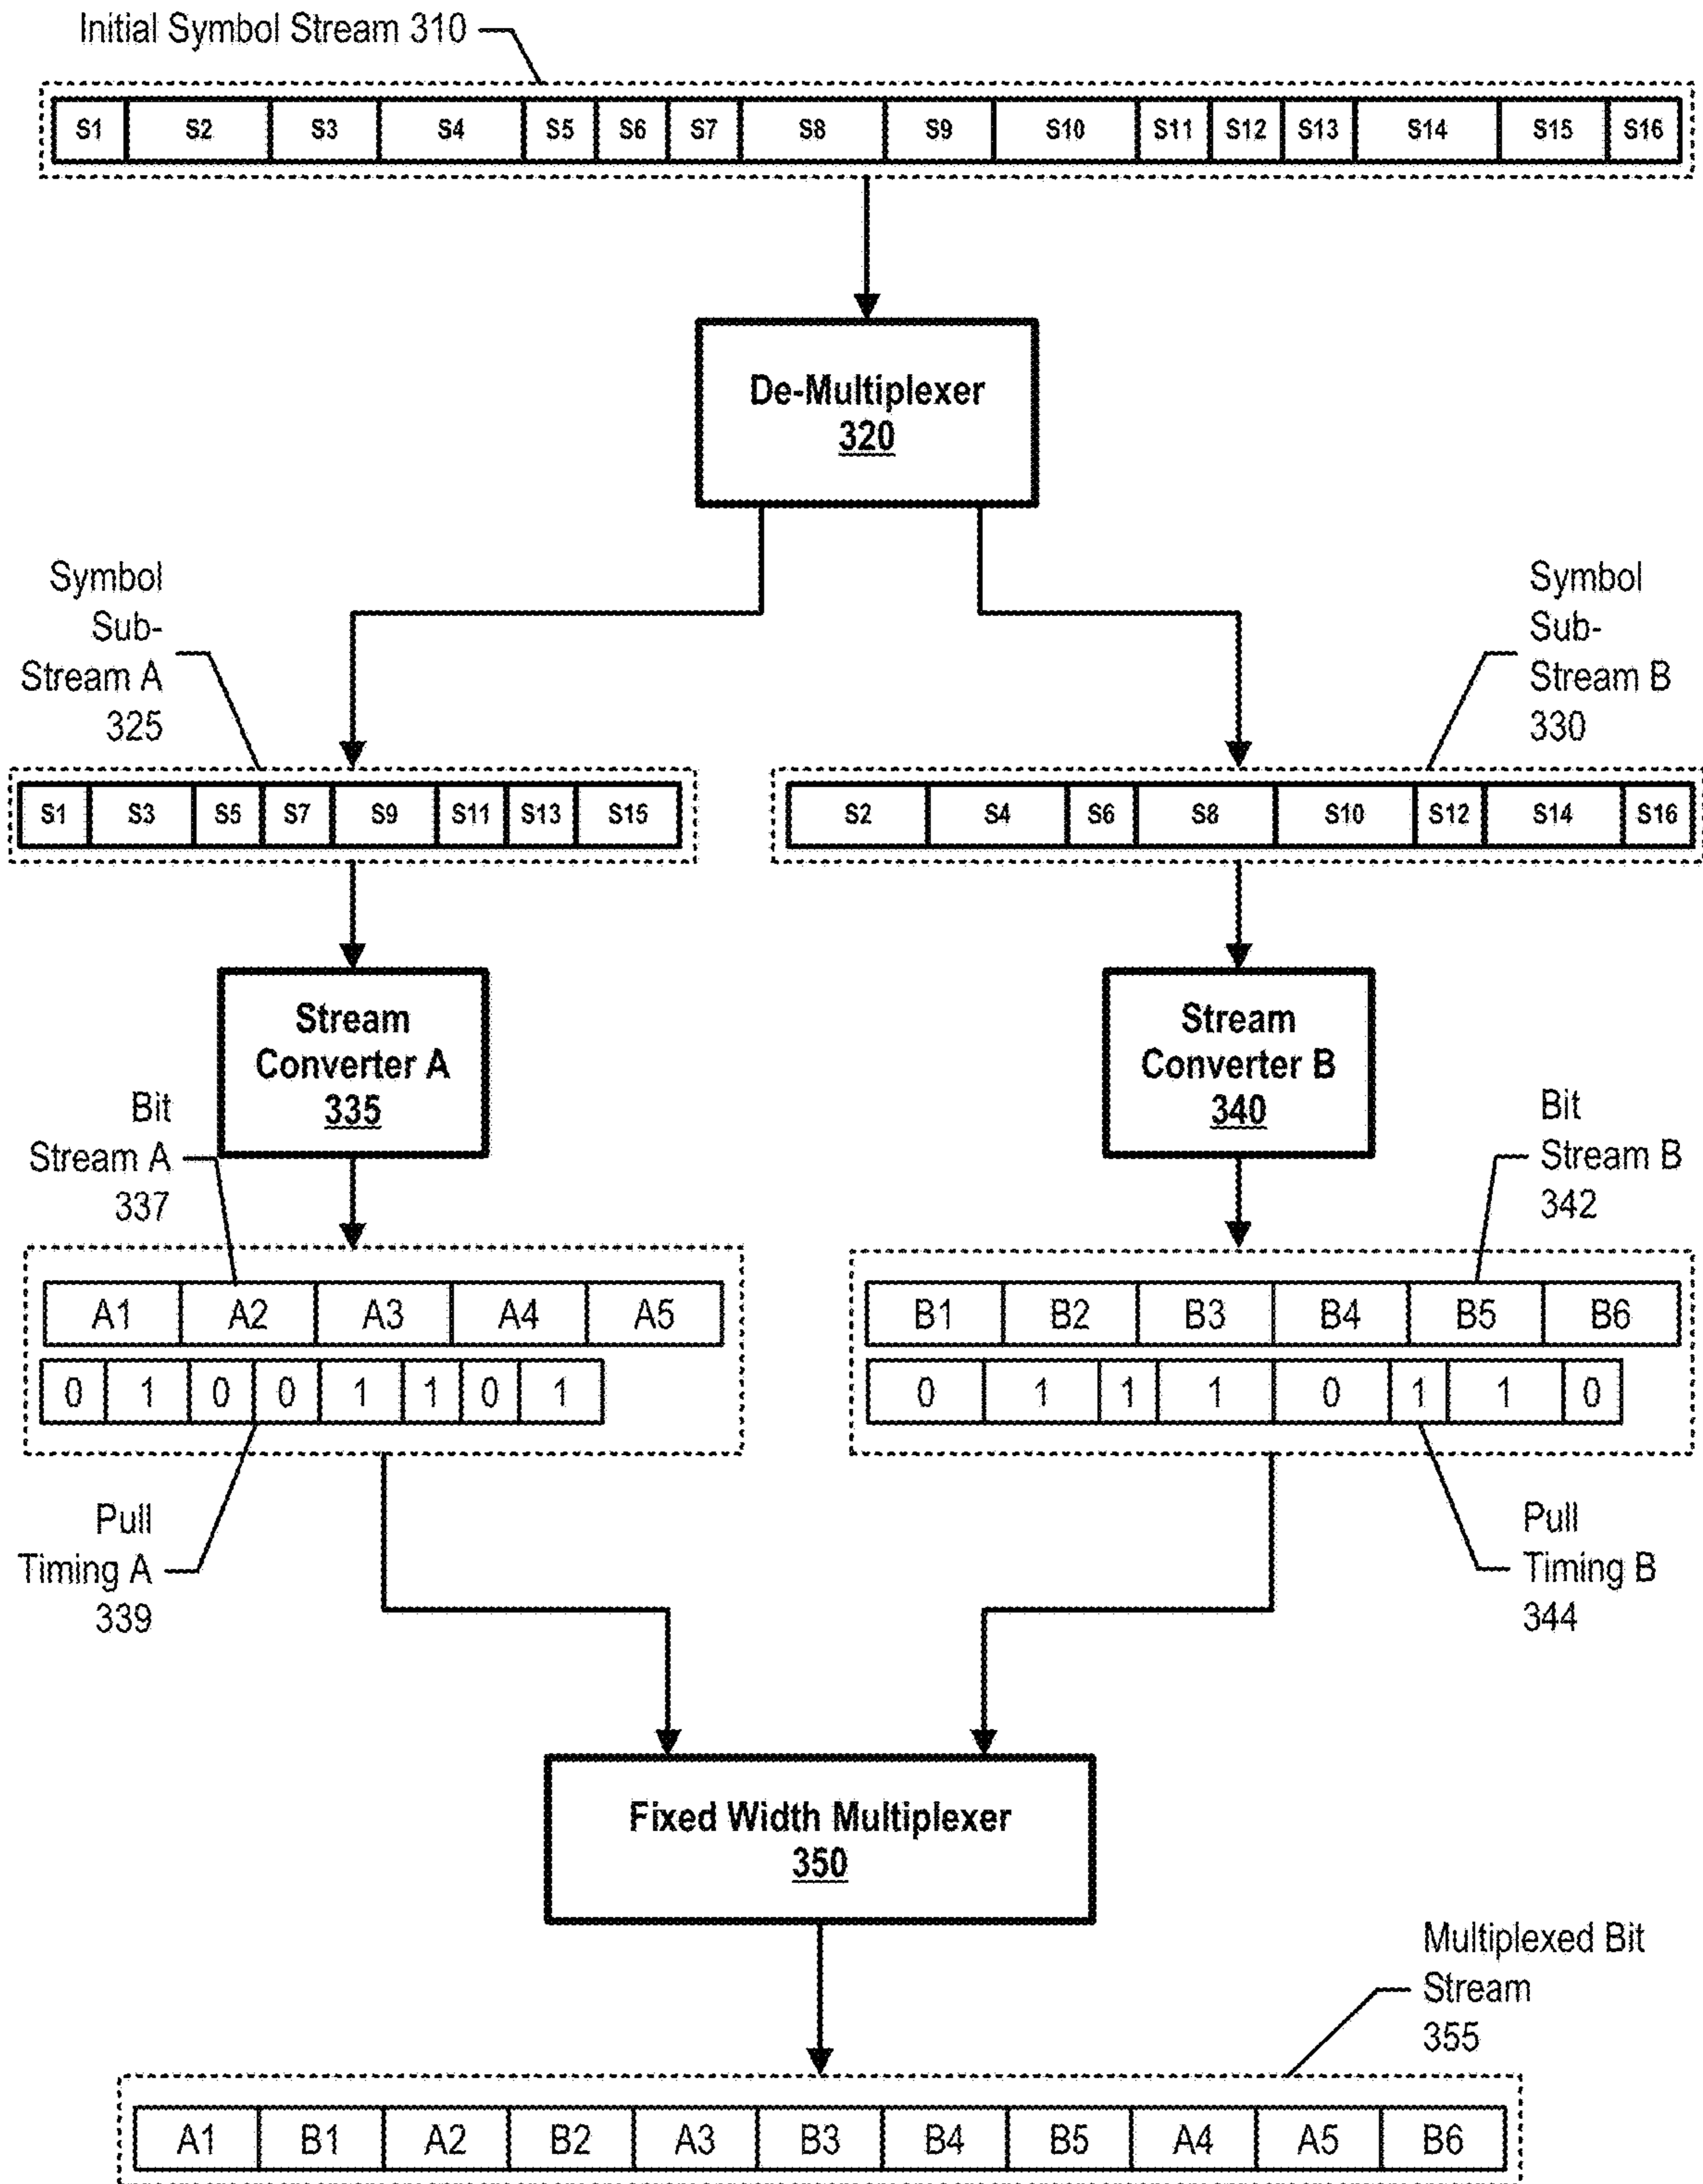 Initial Symbol Stream 310
S1 S2 S3 S4 S5 S6 S7 S8 S9 S10 S11 S12 S13 S14 S15 S16
De-Multiplexer
320
Symbol
Sub-
Stream A
325
Symbol
Sub-
Stream B
330
S1 S3 S5 S7 S9 S11 S13 S15
S2 S4 S6 S8 S10 S12 S14 S16
Stream
Converter A
335
Stream
Converter B
340
Bit
Stream A
337
Bit
Stream B
342
A1 A2 A3 A4 A5
0 1 0 0 1 1 0 1
B1 B2 B3 B4 B5 B6
0 1 1 1 0 1 1 0
Pull
Timing A
339
Pull
Timing B
344
Fixed Width Multiplexer
350
Multiplexed Bit
Stream
355
A1 B1 A2 B2 A3 B3 B4 B5 A4 A5 B6